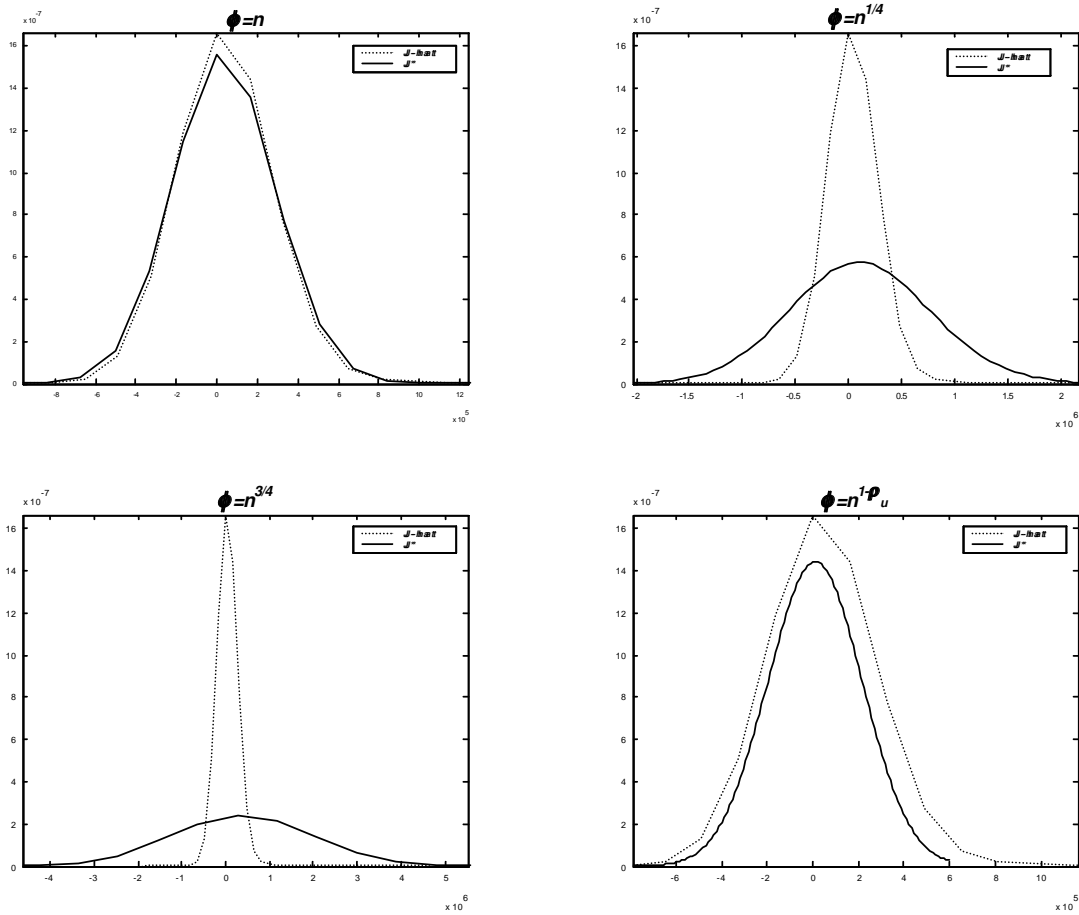 ϕ=n
x 10^-7
16
14
12
10
8
6
4
2
0
-8 -6 -4 -2 0 2 4 6 8 10 12
x 10^5
J-hat
J*
ϕ=n^1/4
x 10^-7
16
14
12
10
8
6
4
2
0
-2 -1.5 -1 -0.5 0 0.5 1 1.5 2
x 10^6
J-hat
J*
ϕ=n^3/4
x 10^-7
16
14
12
10
8
6
4
2
0
-4 -3 -2 -1 0 1 2 3 4 5
x 10^6
J-hat
J*
x 10^-7
16
14
12
10
8
6
4
2
0
-6 -4 -2 0 2 4 6 8 10
x 10^5
J-hat
J*